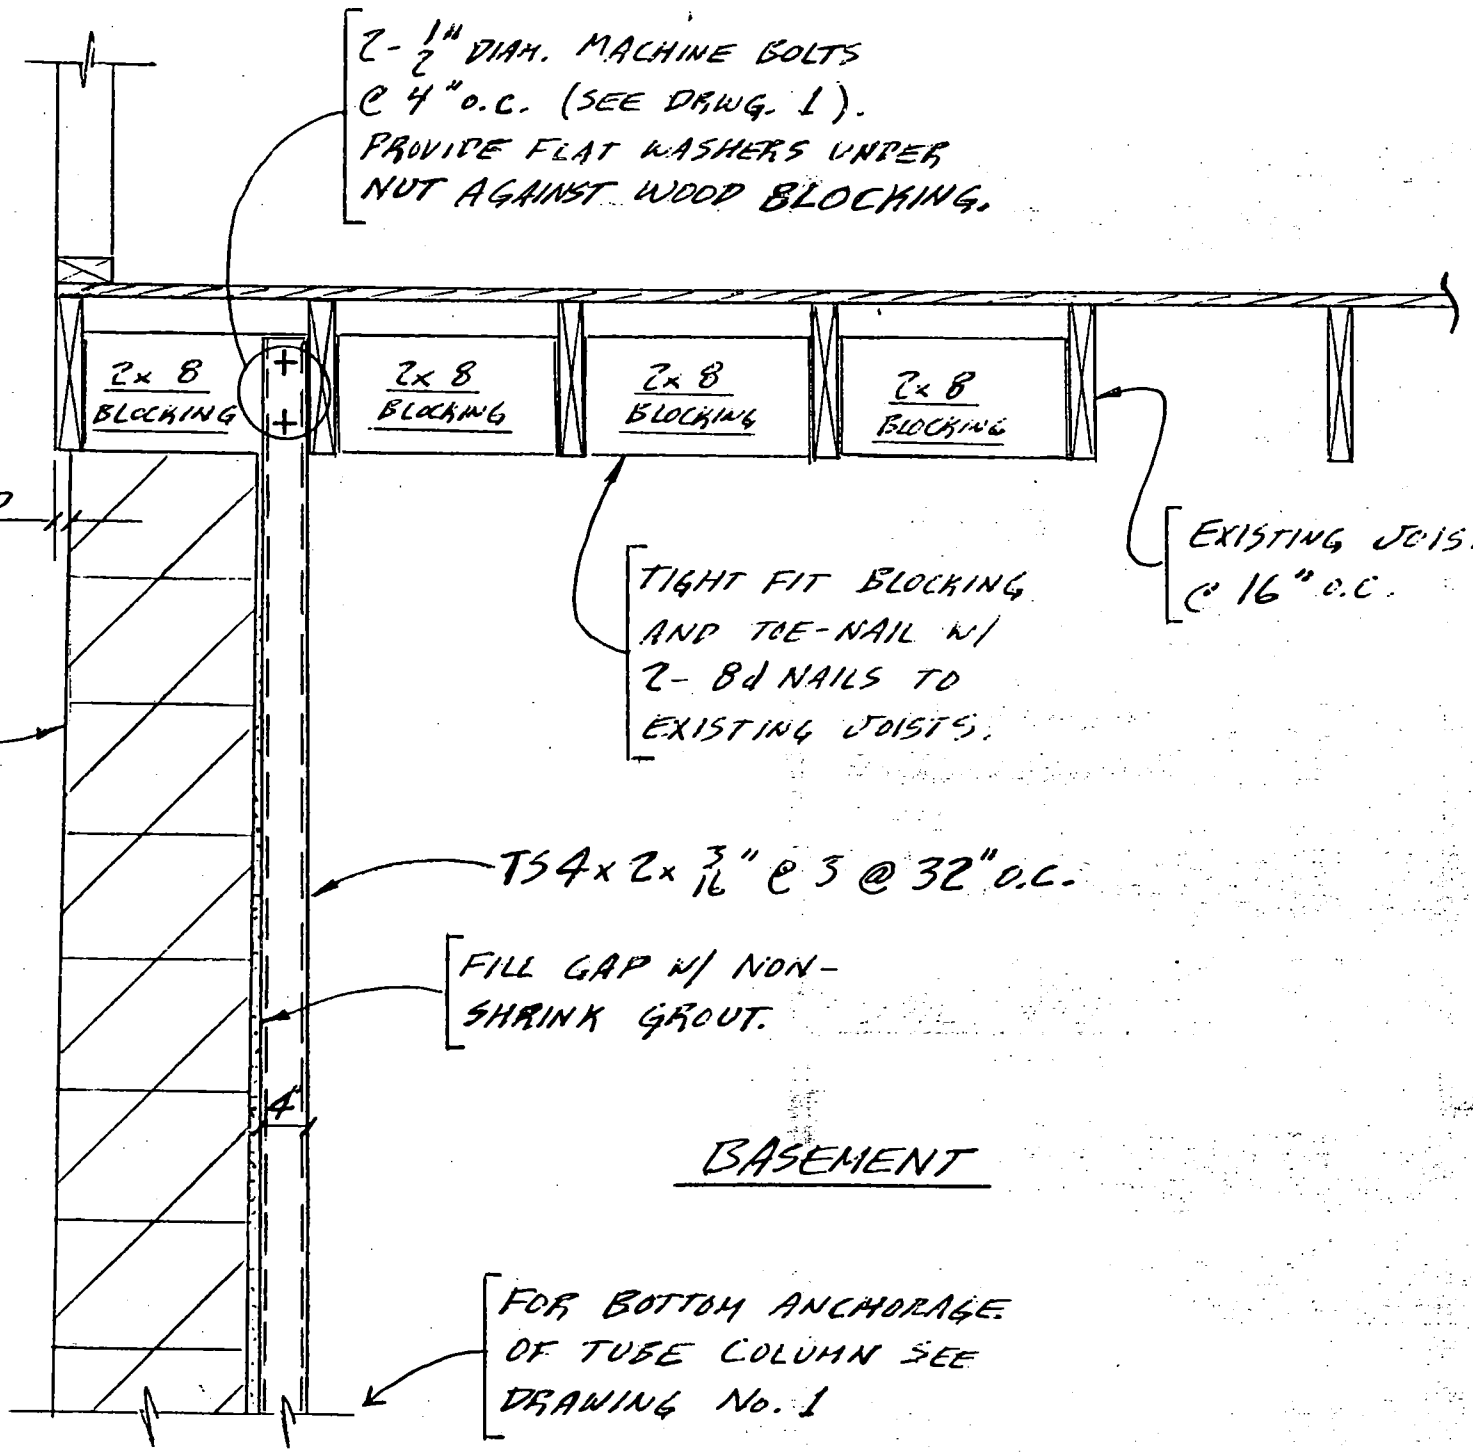 2- 1/2" DIAM. MACHINE BOLTS
@ 4" O.C. (SEE DRWG. 1).
PROVIDE FLAT WASHERS UNDER
NUT AGAINST WOOD BLOCKING.
2x 8
BLOCKING
2x 8
BLOCKING
2x 8
BLOCKING
2x 8
BLOCKING
EXISTING JOIS
@ 16" O.C.
TIGHT FIT BLOCKING
AND TOE-NAIL W/
2- 8d NAILS TO
EXISTING JOISTS.
TS 4x 2x 3/16" @ 3 @ 32" O.C.
FILL GAP W/ NON-
SHRINK GROUT.
4"
BASEMENT
FOR BOTTOM ANCHORAGE
OF TUBE COLUMN SEE
DRAWING No. 1